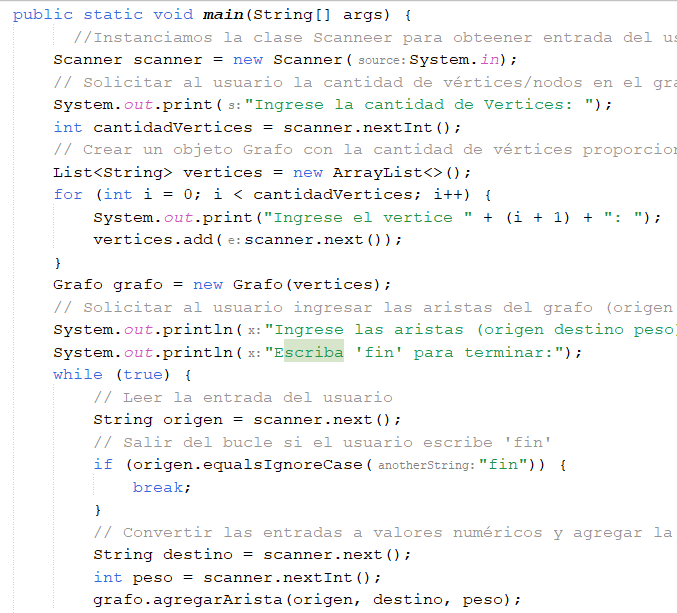 public static void main(String[] args) {
//Instanciamos la clase Scanneer para obteener entrada del us
Scanner scanner = new Scanner( source: System.in);
// Solicitar al usuario la cantidad de vértices/nodos en el gra
System.out.print( s: "Ingrese la cantidad de Vertices: ");
int cantidadVertices = scanner.nextInt();
// Crear un objeto Grafo con la cantidad de vértices proporcion
List<String> vertices = new ArrayList<>();
for (int i = 0; i < cantidadVertices; i++) {
System.out.print("Ingrese el vertice " + (i + 1) + ": ");
vertices.add( e: scanner.next());
}
Grafo grafo = new Grafo(vertices);
// Solicitar al usuario ingresar las aristas del grafo (origen
System.out.println( x: "Ingrese las aristas (origen destino peso)
System.out.println( x: "Escriba 'fin' para terminar:");
while (true) {
// Leer la entrada del usuario
String origen = scanner.next();
// Salir del bucle si el usuario escribe 'fin'
if (origen.equalsIgnoreCase( anotherString: "fin")) {
break;
}
// Convertir las entradas a valores numéricos y agregar la
String destino = scanner.next();
int peso = scanner.nextInt();
grafo.agregarArista(origen, destino, peso);